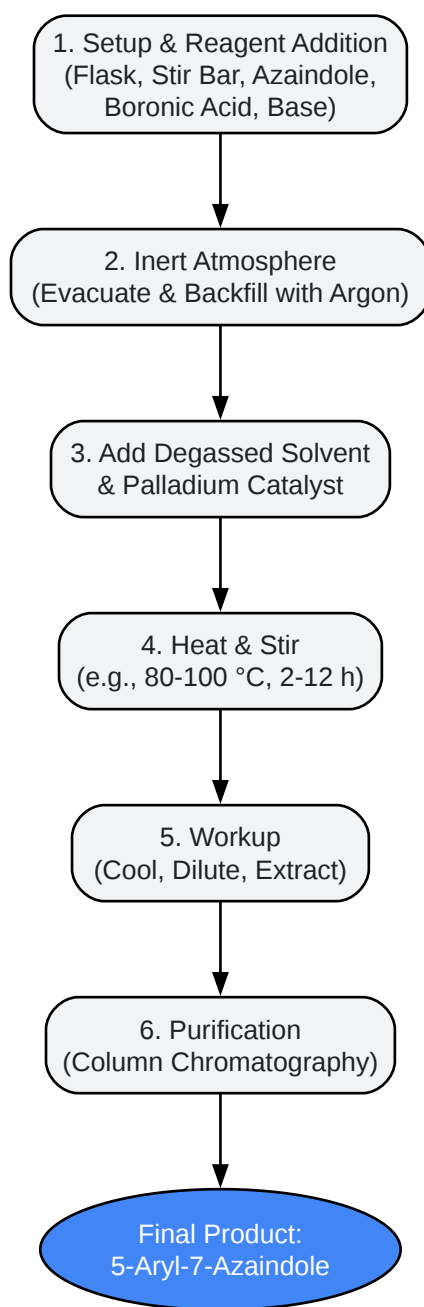 1. Setup & Reagent Addition
(Flask, Stir Bar, Azaindole,
Boronic Acid, Base)
2. Inert Atmosphere
(Evacuate & Backfill with Argon)
3. Add Degassed Solvent
& Palladium Catalyst
4. Heat & Stir
(e.g., 80-100 °C, 2-12 h)
5. Workup
(Cool, Dilute, Extract)
6. Purification
(Column Chromatography)
Final Product:
5-Aryl-7-Azaindole